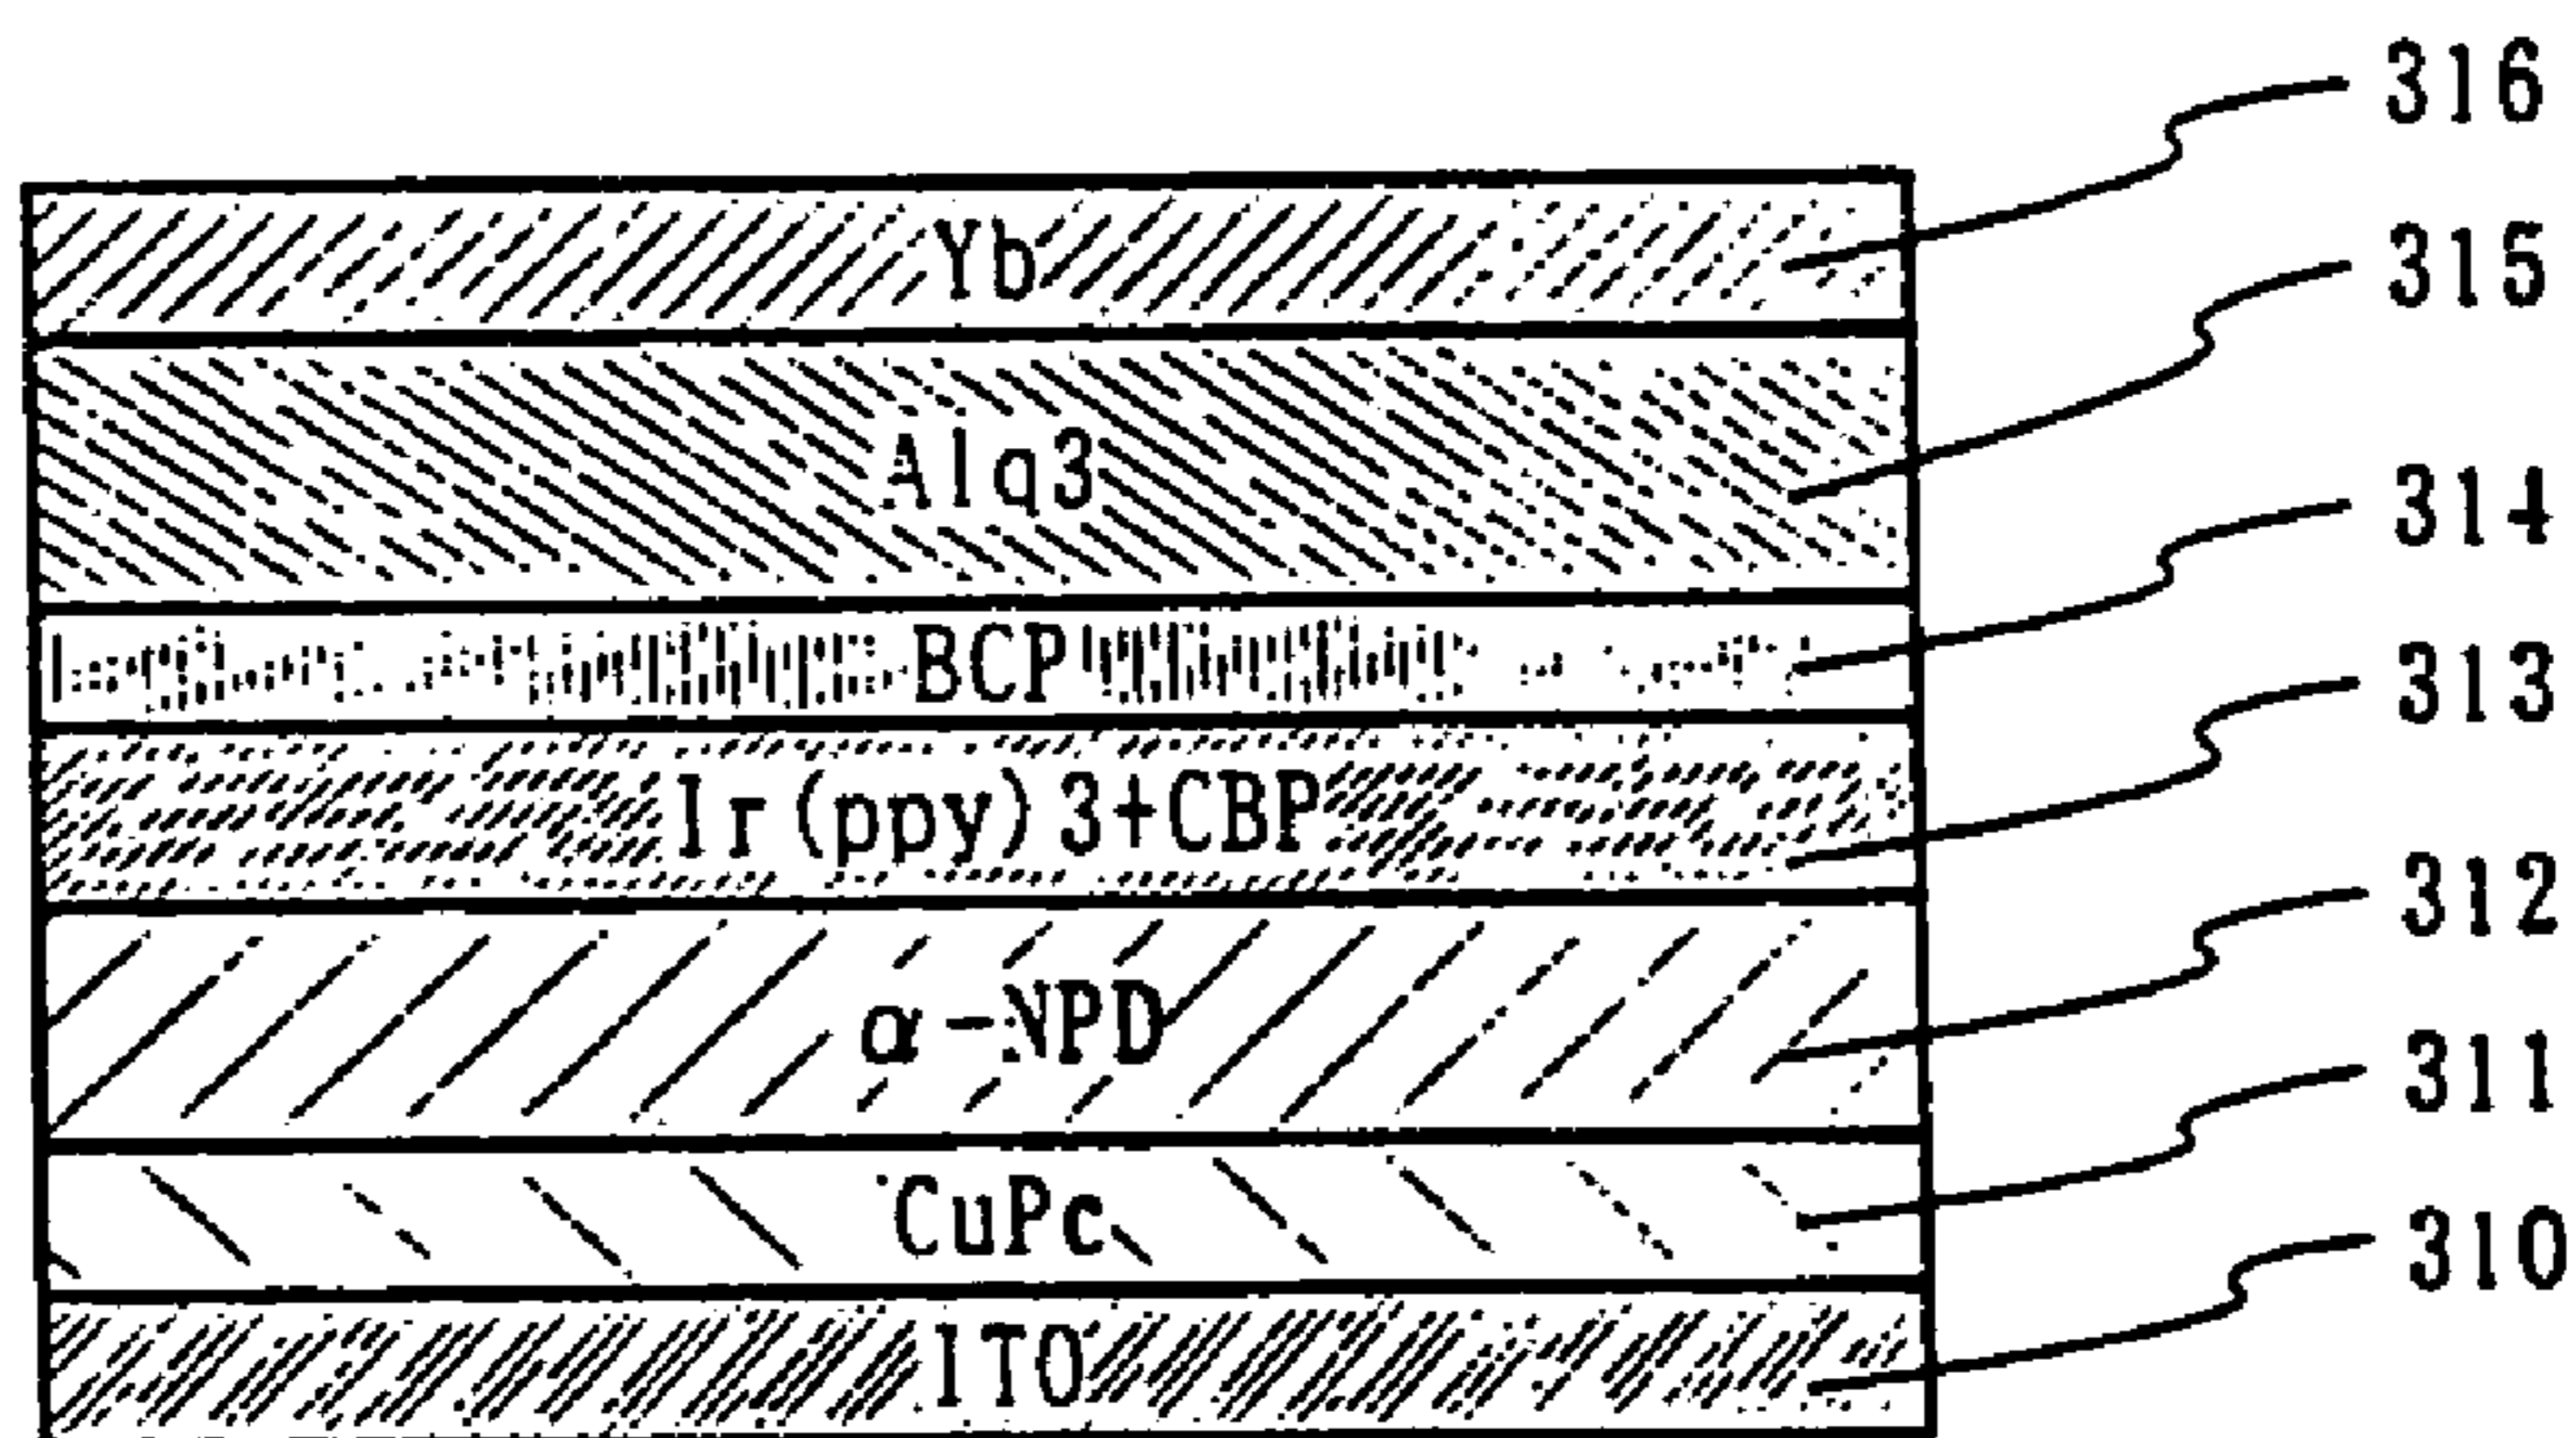 316
Yb
315
Alq3
314
BCP
313
Ir(ppy)3+CBP
312
α-NPD
311
CuPc
310
ITO